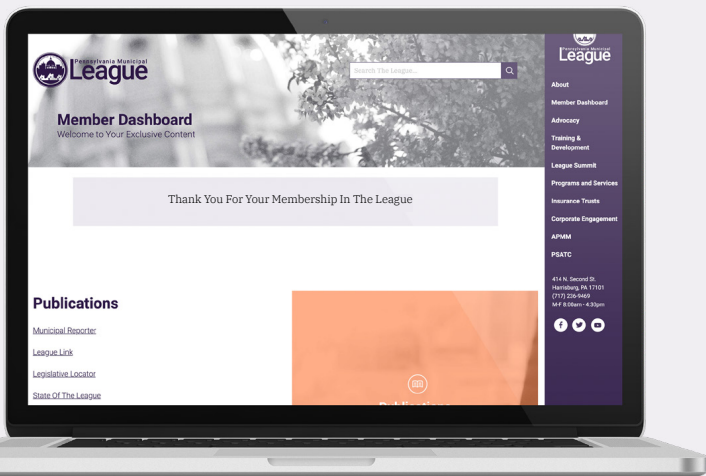 Pennsylvania Municipal
League
Search The League...
Member Dashboard
Welcome to Your Exclusive Content
Thank You For Your Membership In The League
Publications
Municipal Reporter
League Link
Legislative Locator
State Of The League
Publications
Pennsylvania Municipal
League
About
Member Dashboard
Advocacy
Training &
Development
League Summit
Programs and Services
Insurance Trusts
Corporate Engagement
APMM
PSATC
414 N. Second St.
Harrisburg, PA 17101
(717) 236-9469
M-F 8:00am - 4:30pm